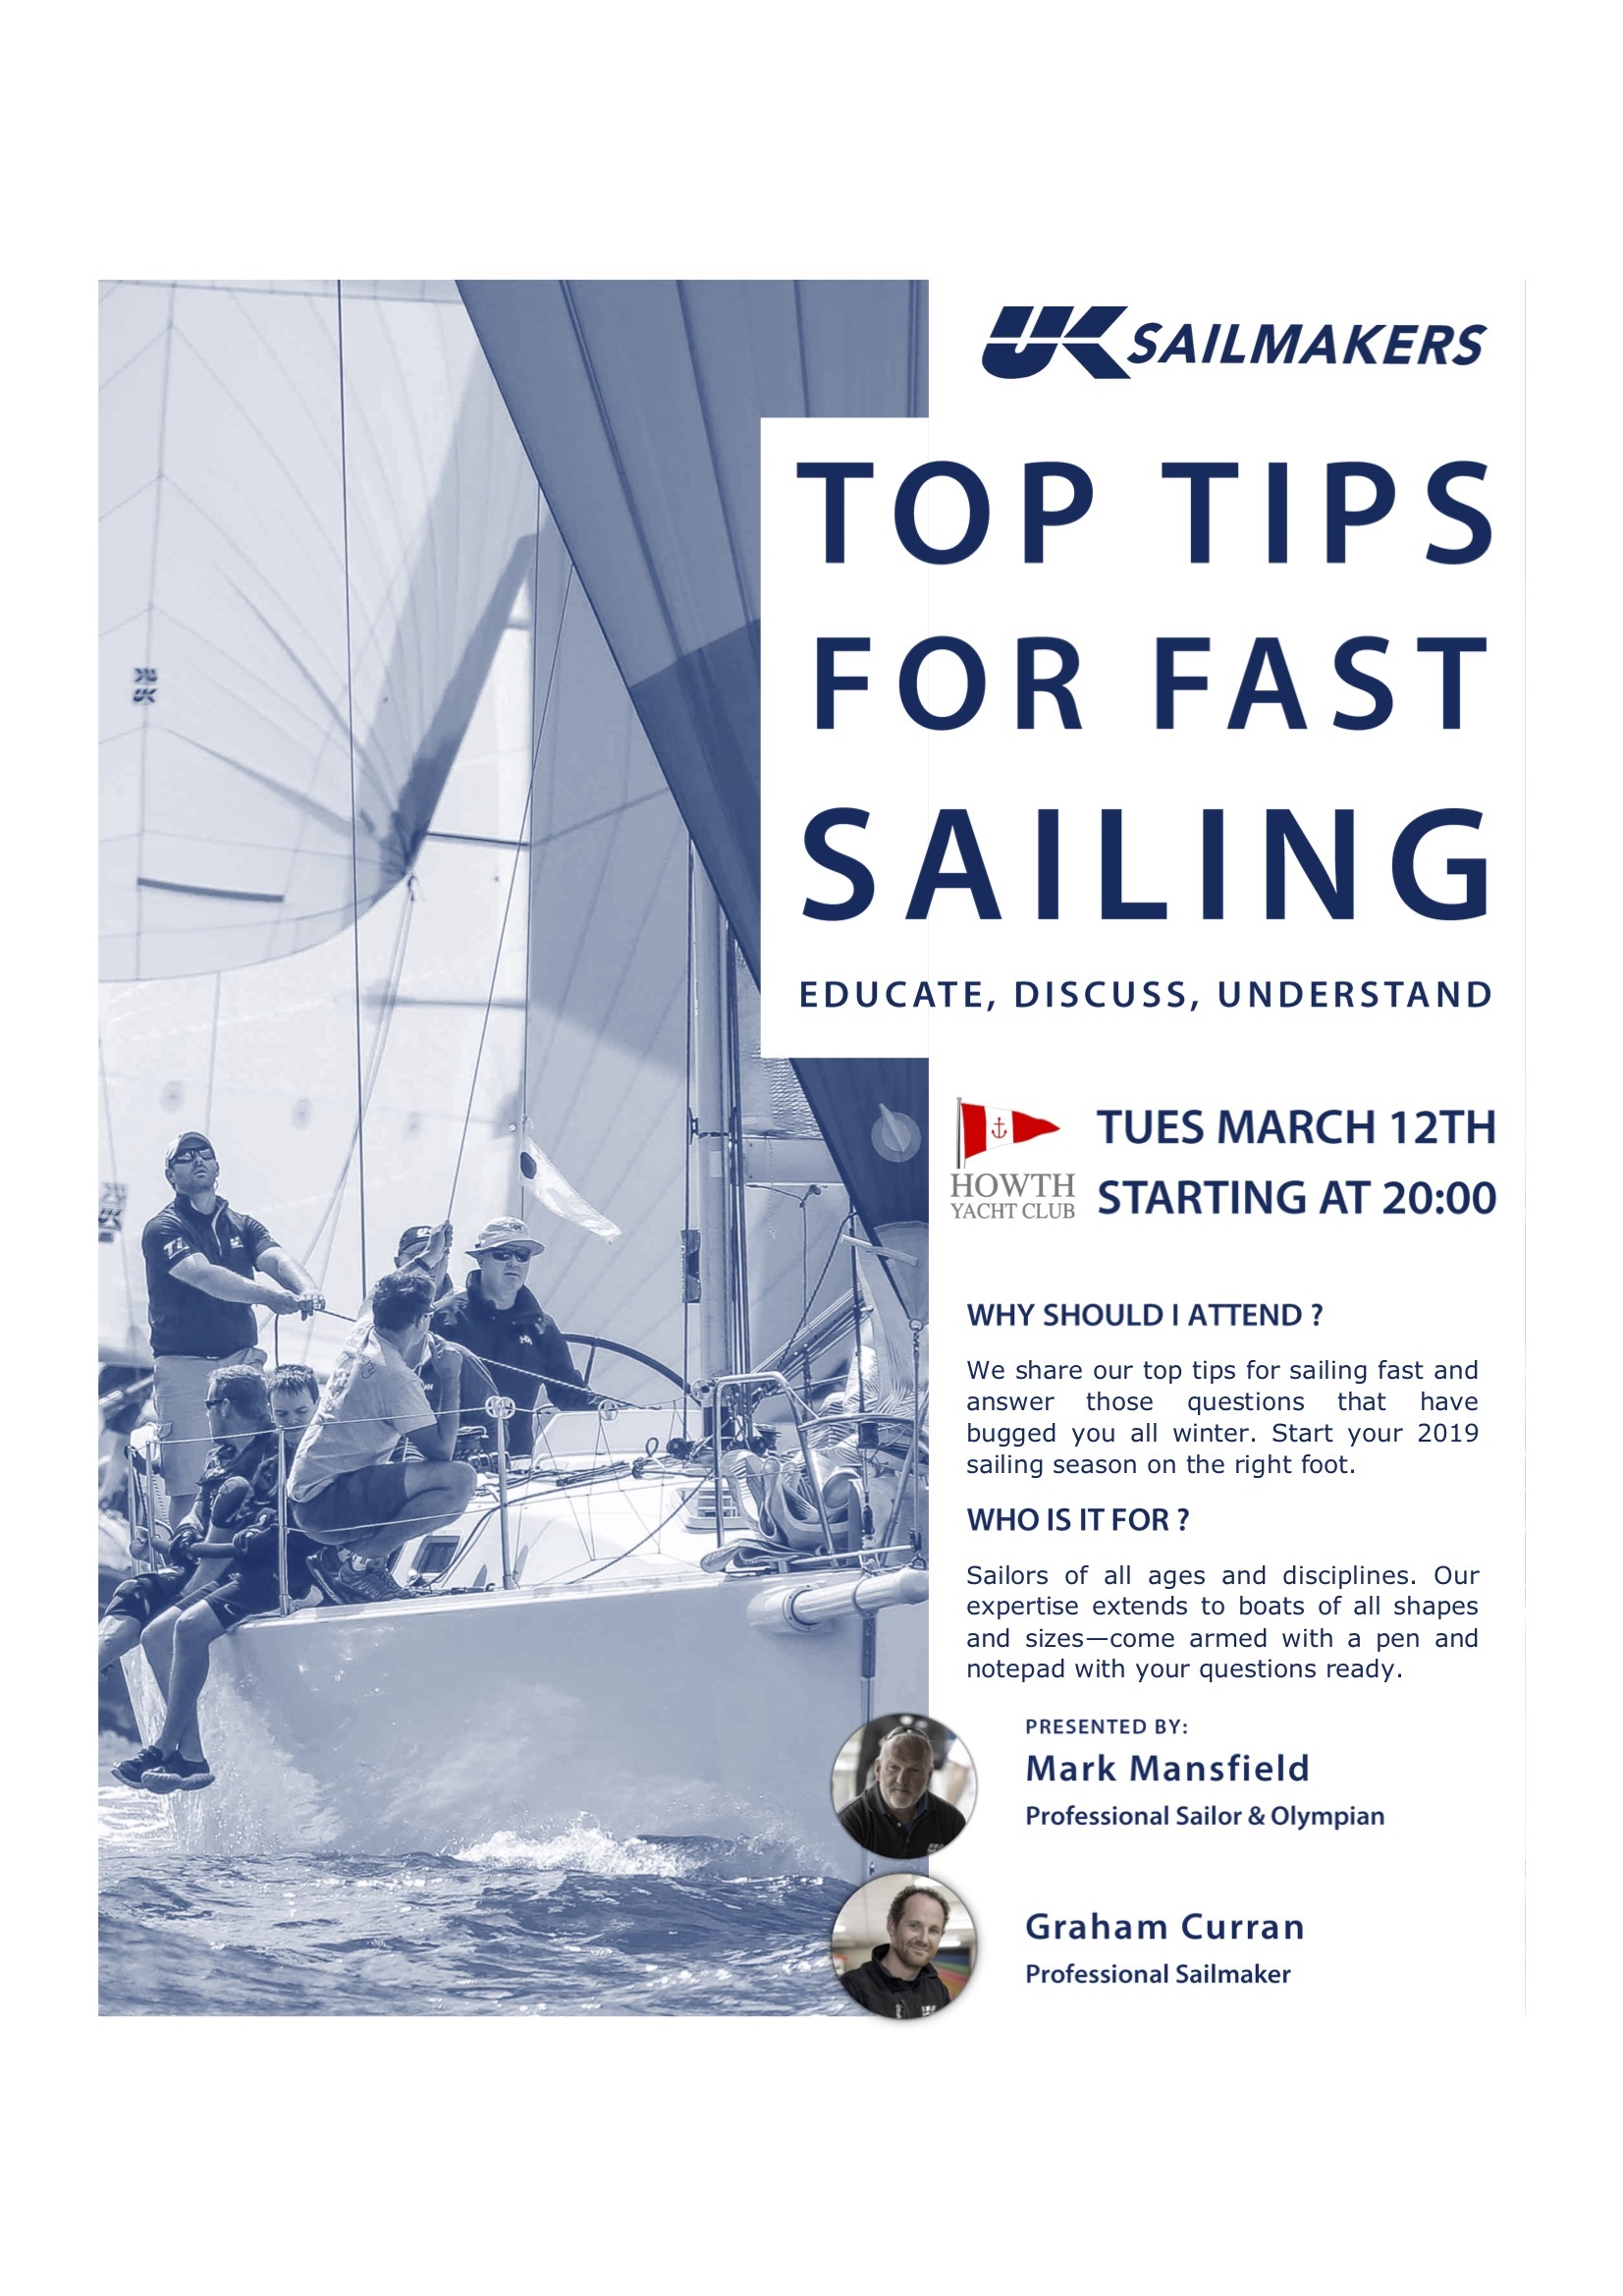 UK SAILMAKERS
TOP TIPS
FOR FAST
SAILING
EDUCATE, DISCUSS, UNDERSTAND
HOWTH
YACHT CLUB
TUES MARCH 12TH
STARTING AT 20:00
WHY SHOULD I ATTEND ?
We share our top tips for sailing fast and
answer those questions that have
bugged you all winter. Start your 2019
sailing season on the right foot.
WHO IS IT FOR ?
Sailors of all ages and disciplines. Our
expertise extends to boats of all shapes
and sizes—come armed with a pen and
notepad with your questions ready.
PRESENTED BY:
Mark Mansfield
Professional Sailor & Olympian
Graham Curran
Professional Sailmaker